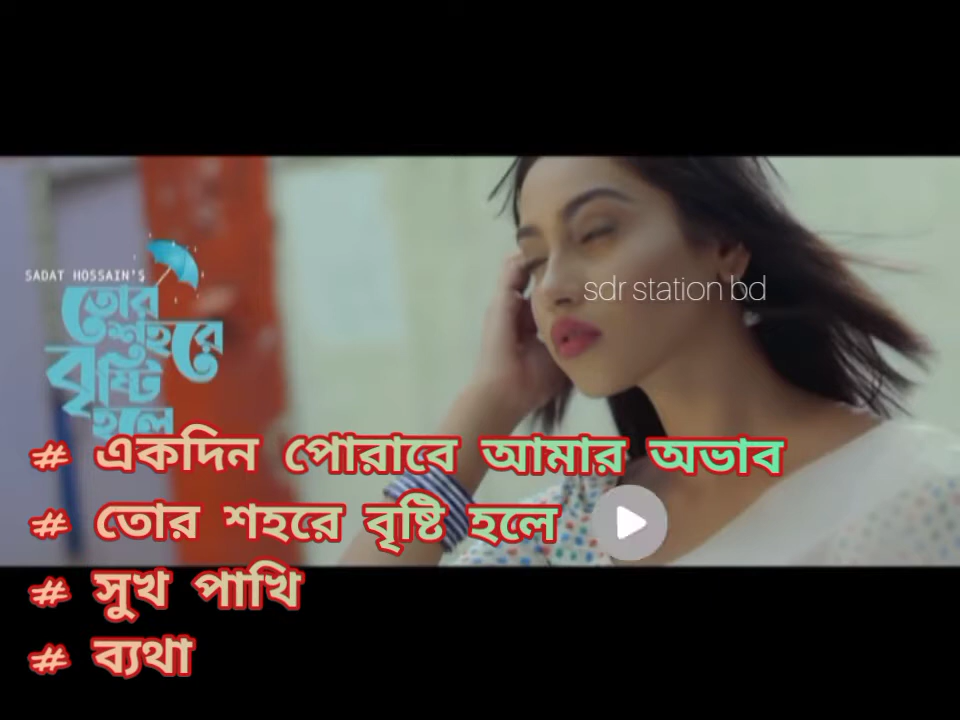 SADAT HOSSAIN'S
তোর
শহরে
বৃষ্টি
হলে
sdr station bd
# একদিন পোরাবে আমার অভাব
# তোর শহরে বৃষ্টি হলে
# সুখ পাখি
# ব্যথা